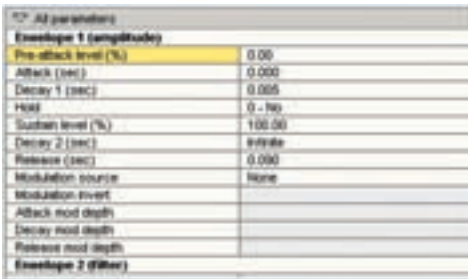 All parameters
Envelope 1 (amplitude)
Pre-attack level (%) 0.00
Attack (sec) 0.000
Decay 1 (sec) 0.005
Hold 0 - No
Sustain level (%) 100.00
Decay 2 (sec) Infinite
Release (sec) 0.090
Modulation source None
Modulation invert
Attack mod depth
Decay mod depth
Release mod depth
Envelope 2 (filter)